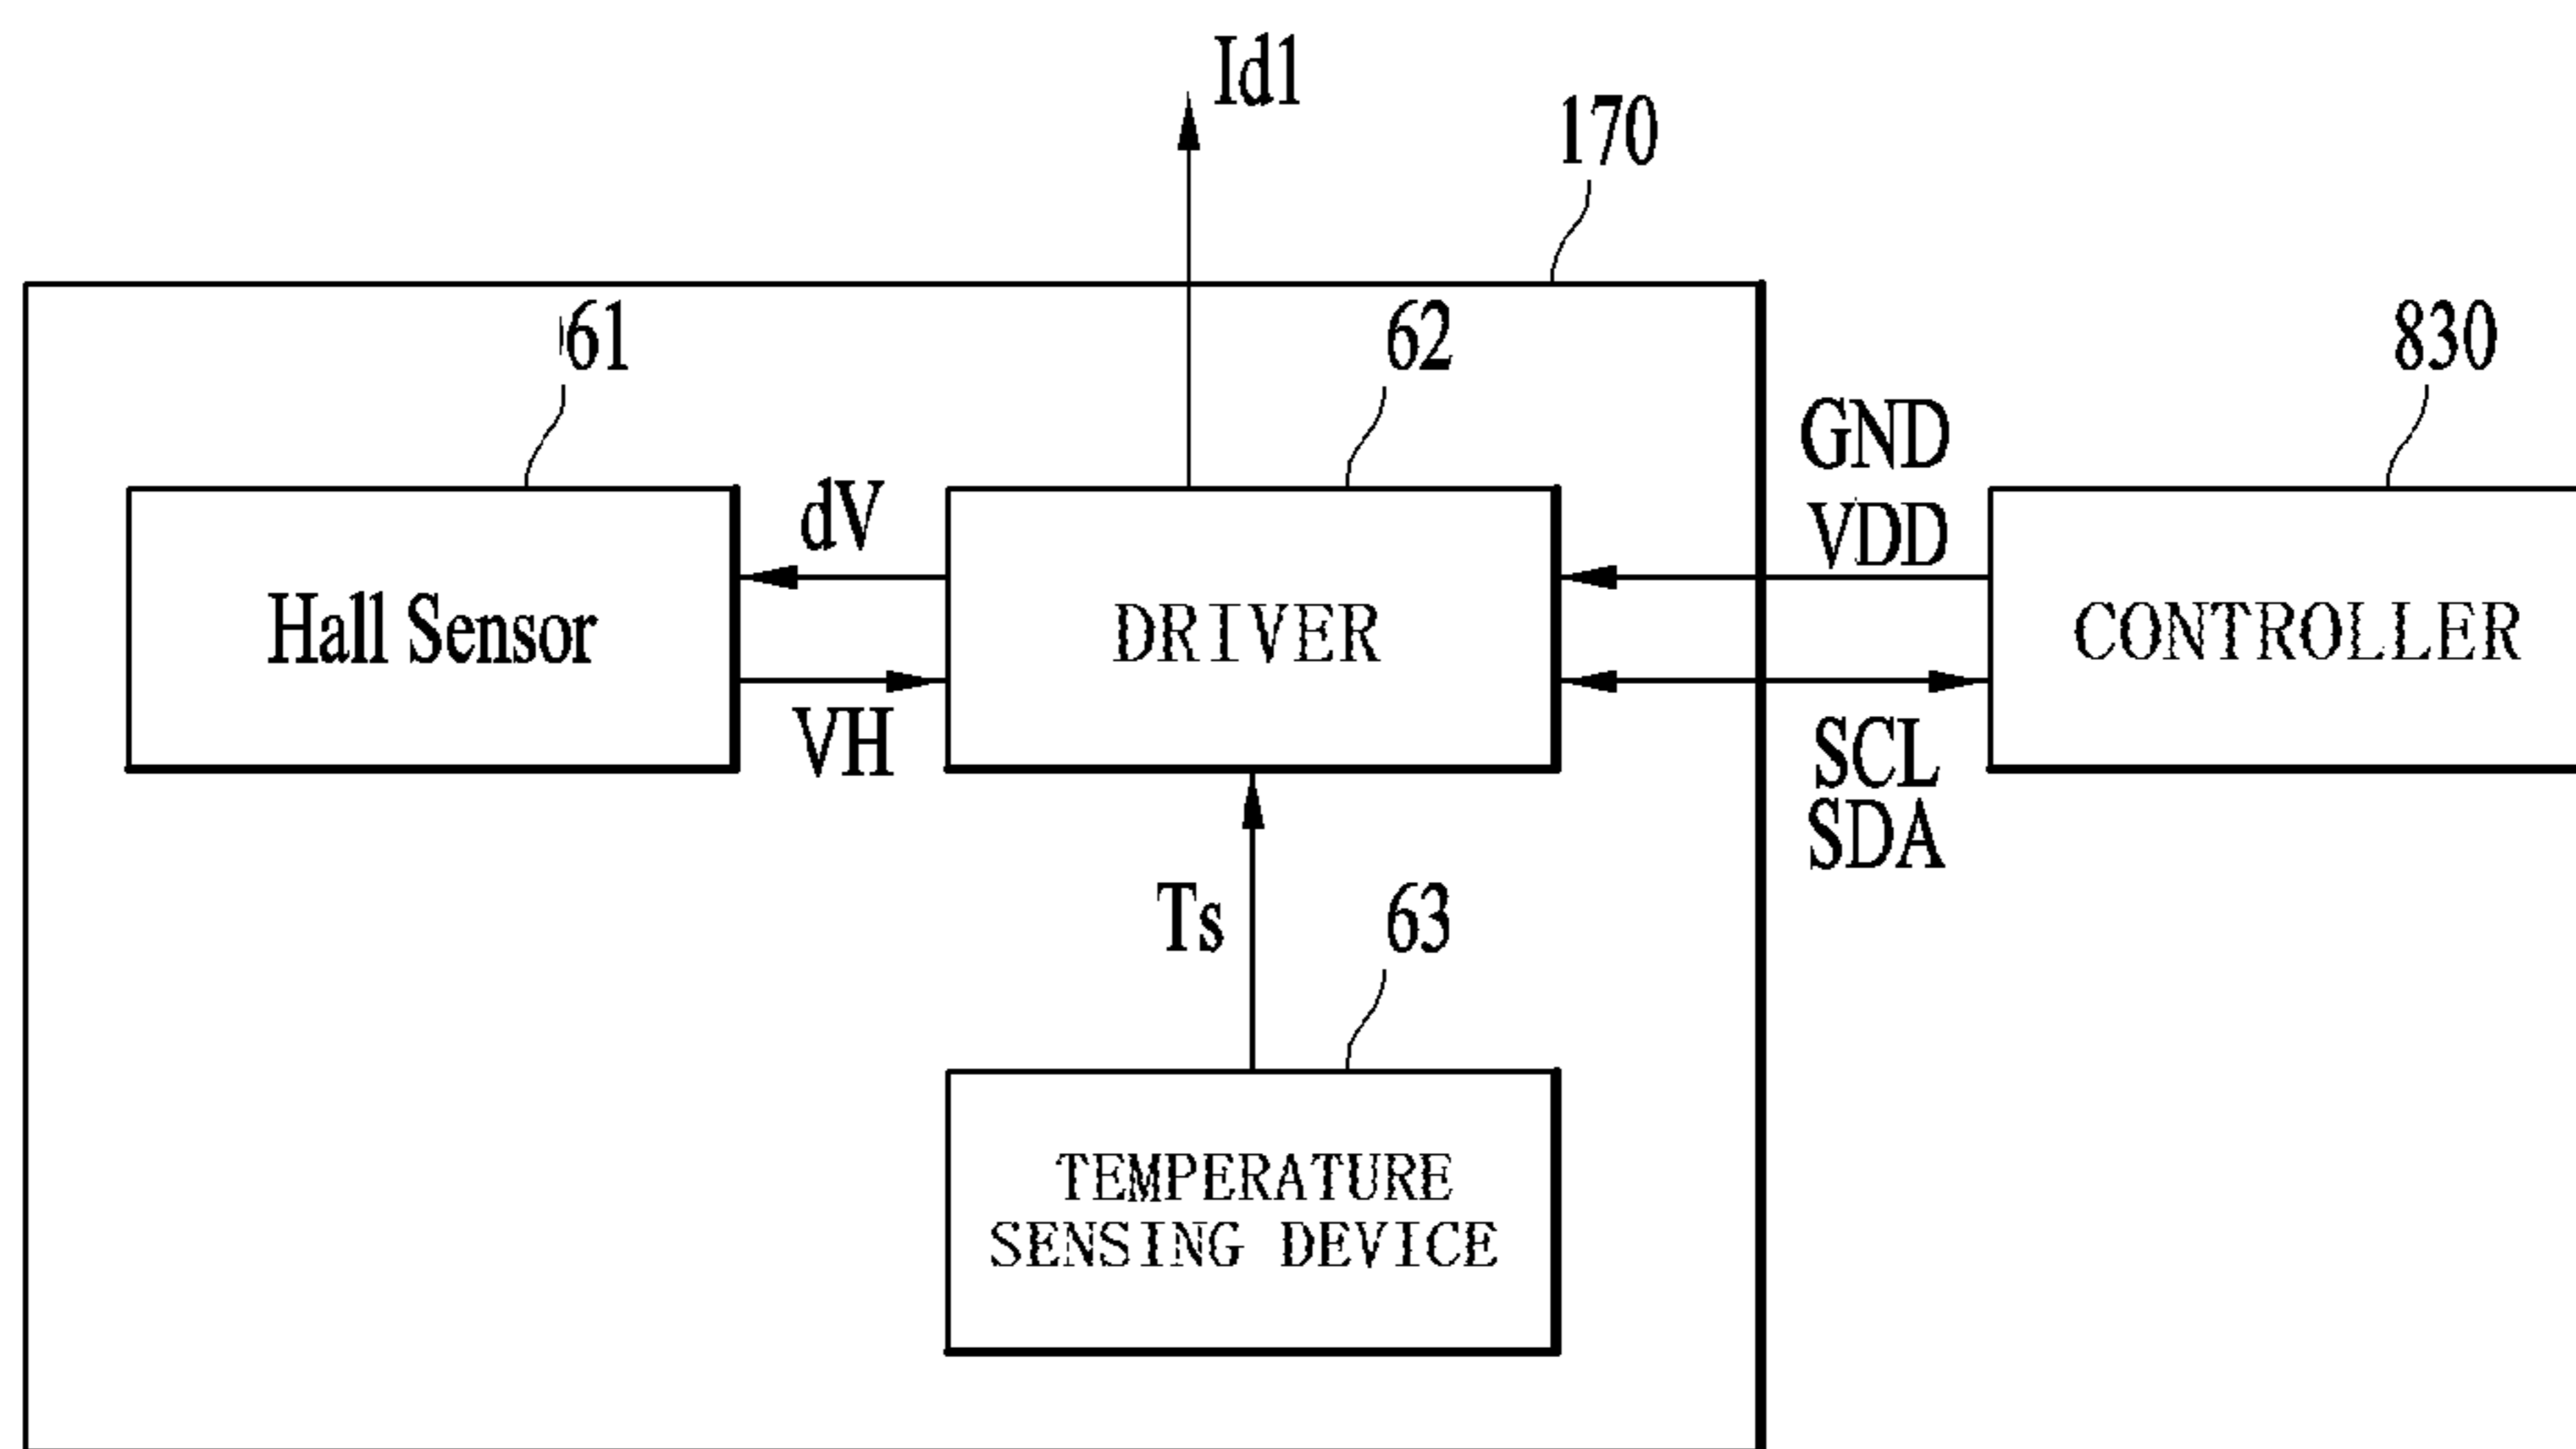 Id1
170
61
62
830
GND
VDD
dV
Hall Sensor
DRIVER
CONTROLLER
VH
SCL
SDA
Ts
63
TEMPERATURE
SENSING DEVICE